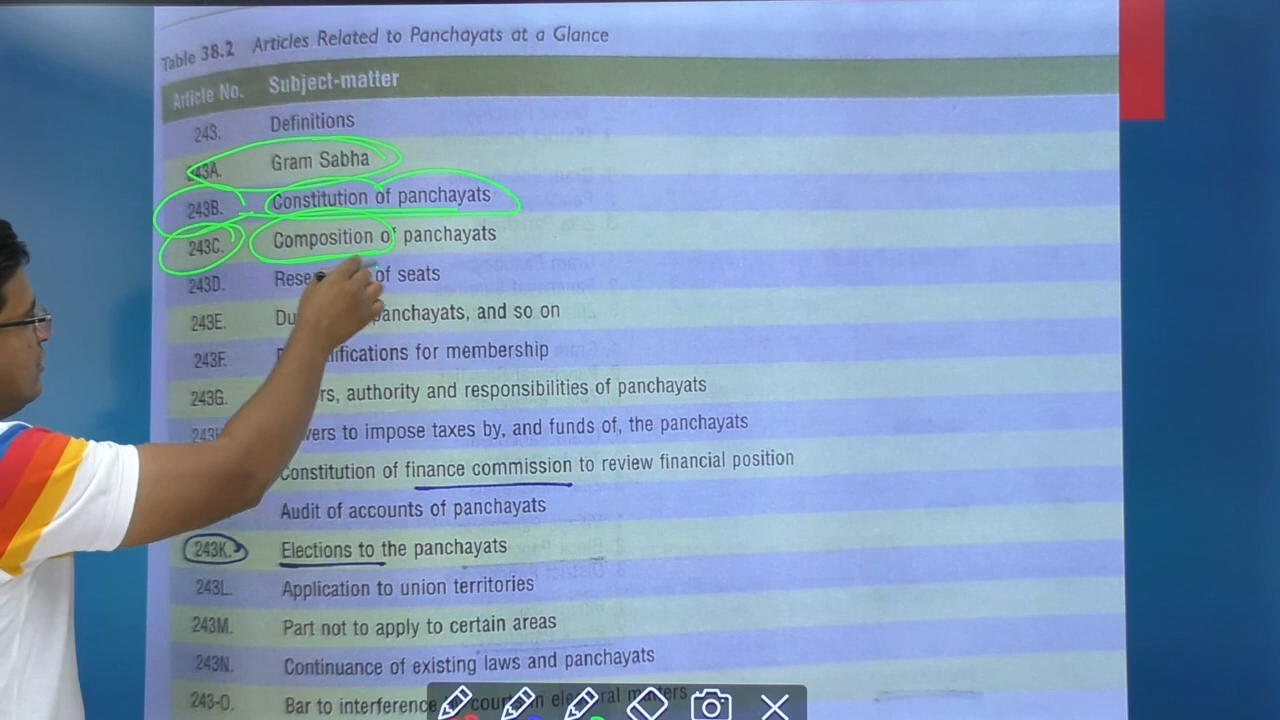 Table 38.2 Articles Related to Panchayats at a Glance
Article No. Subject-matter
243. Definitions
243A. Gram Sabha
243B. Constitution of panchayats
243C. Composition of panchayats
243D. of seats
243E. panchayats, and so on
243F. for membership
243G. authority and responsibilities of panchayats
to impose taxes by, and funds of, the panchayats
Constitution of finance commission to review financial position
Audit of accounts of panchayats
243K. Elections to the panchayats
243L. Application to union territories
243M. Part not to apply to certain areas
243N. Continuance of existing laws and panchayats
243-O. Bar to interference